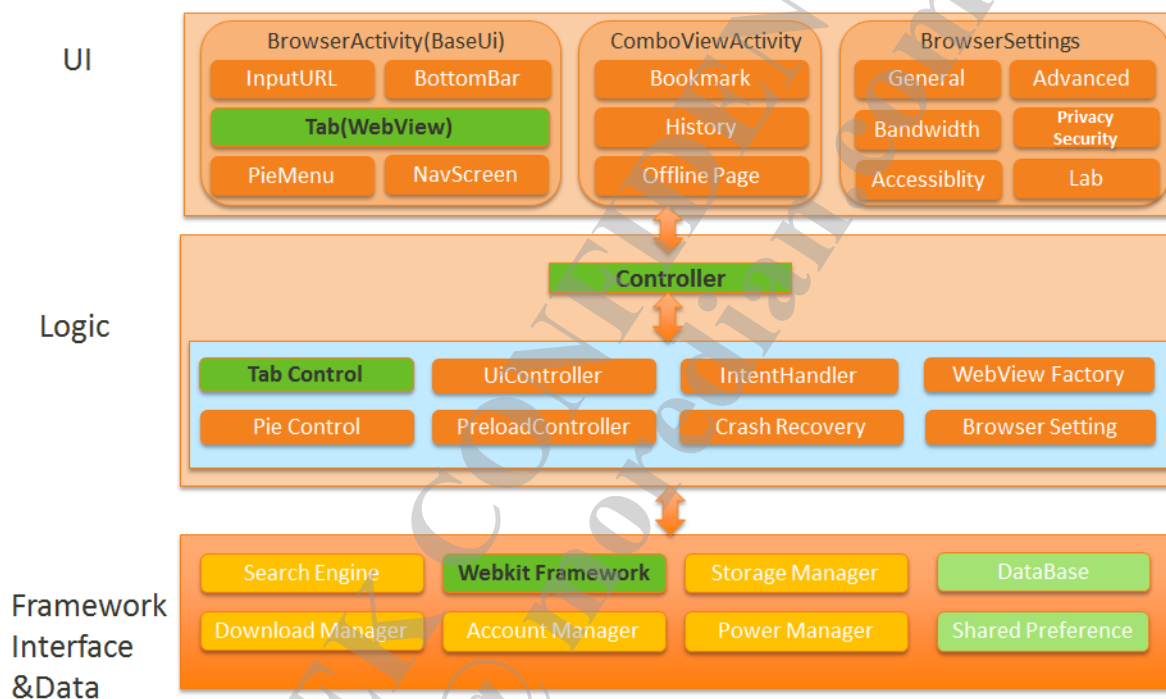 UI
BrowserActivity(BaseUi)
InputURL
BottomBar
Tab(WebView)
PieMenu
NavScreen
ComboViewActivity
Bookmark
History
Offline Page
BrowserSettings
General
Advanced
Bandwidth
Privacy
Security
Accessiblity
Lab
Logic
Controller
Tab Control
UiController
IntentHandler
WebView Factory
Pie Control
PreloadController
Crash Recovery
Browser Setting
Framework
Interface
&Data
Search Engine
Webkit Framework
Storage Manager
DataBase
Download Manager
Account Manager
Power Manager
Shared Preference